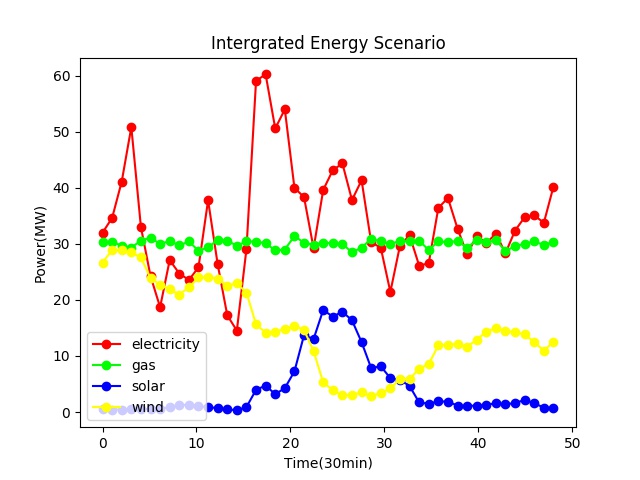 Intergrated Energy Scenario
Power(MW)
60
50
40
30
20
10
0
electricity
gas
solar
wind
0 10 20 30 40 50
Time(30min)